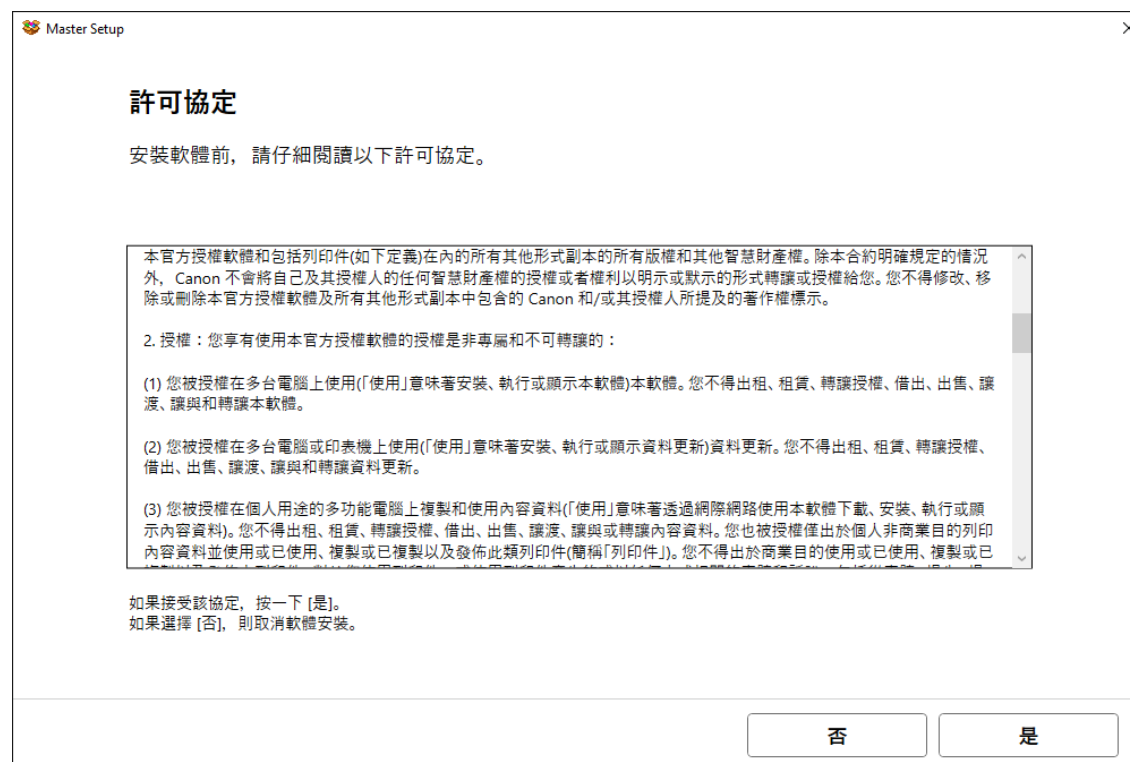 Master Setup
許可協定
安裝軟體前，請仔細閱讀以下許可協定。
本官方授權軟體和包括列印件(如下定義)在內的所有其他形式副本的所有版權和其他智慧財產權。除本合約明確規定的情況
外，Canon 不會將自己及其授權人的任何智慧財產權的授權或者權利以明示或默示的形式轉讓或授權給您。您不得修改、移
除或刪除本官方授權軟體及所有其他形式副本中包含的 Canon 和/或其授權人所提及的著作權標示。
2. 授權：您享有使用本官方授權軟體的授權是非專屬和不可轉讓的：
(1) 您被授權在多台電腦上使用(「使用」意味著安裝、執行或顯示本軟體)本軟體。您不得出租、租賃、轉讓授權、借出、出售、讓
渡、讓與和轉讓本軟體。
(2) 您被授權在多台電腦或印表機上使用(「使用」意味著安裝、執行或顯示資料更新)資料更新。您不得出租、租賃、轉讓授權、
借出、出售、讓渡、讓與和轉讓資料更新。
(3) 您被授權在個人用途的多功能電腦上複製和使用內容資料(「使用」意味著透過網際網路使用本軟體下載、安裝、執行或顯
示內容資料)。您不得出租、租賃、轉讓授權、借出、出售、讓渡、讓與或轉讓內容資料。您也被授權僅出於個人非商業目的列印
內容資料並使用或已使用、複製或已複製以及發佈此類列印件(簡稱「列印件」)。您不得出於商業目的使用或已使用、複製或已
如果接受該協定，按一下 [是]。
如果選擇 [否]，則取消軟體安裝。
否
是